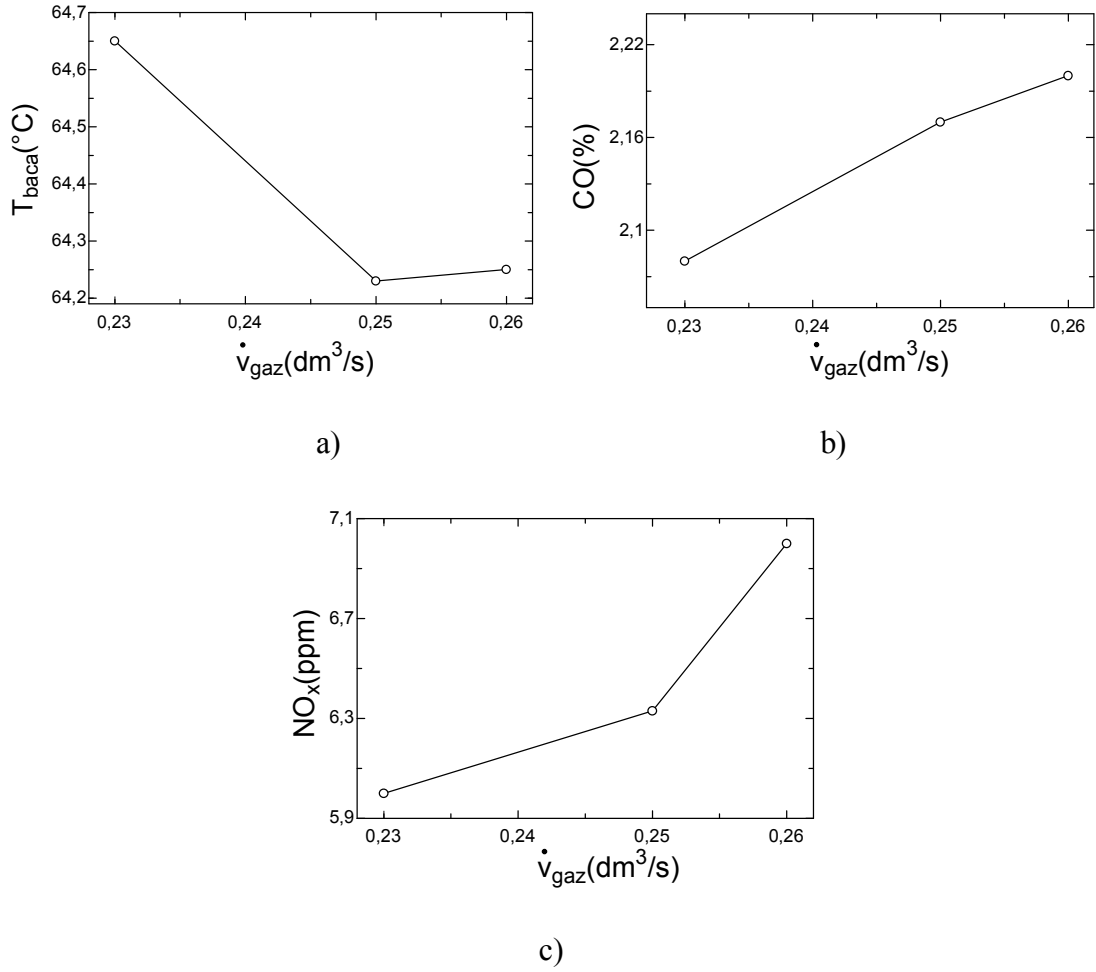 64,7
64,6
64,5
64,4
64,3
64,2
T_baca(°C)
0,23 0,24 0,25 0,26
v̇_gaz(dm³/s)
a)
2,22
2,16
2,1
CO(%)
0,23 0,24 0,25 0,26
v̇_gaz(dm³/s)
b)
7,1
6,7
6,3
5,9
NOₓ(ppm)
0,23 0,24 0,25 0,26
v̇_gaz(dm³/s)
c)